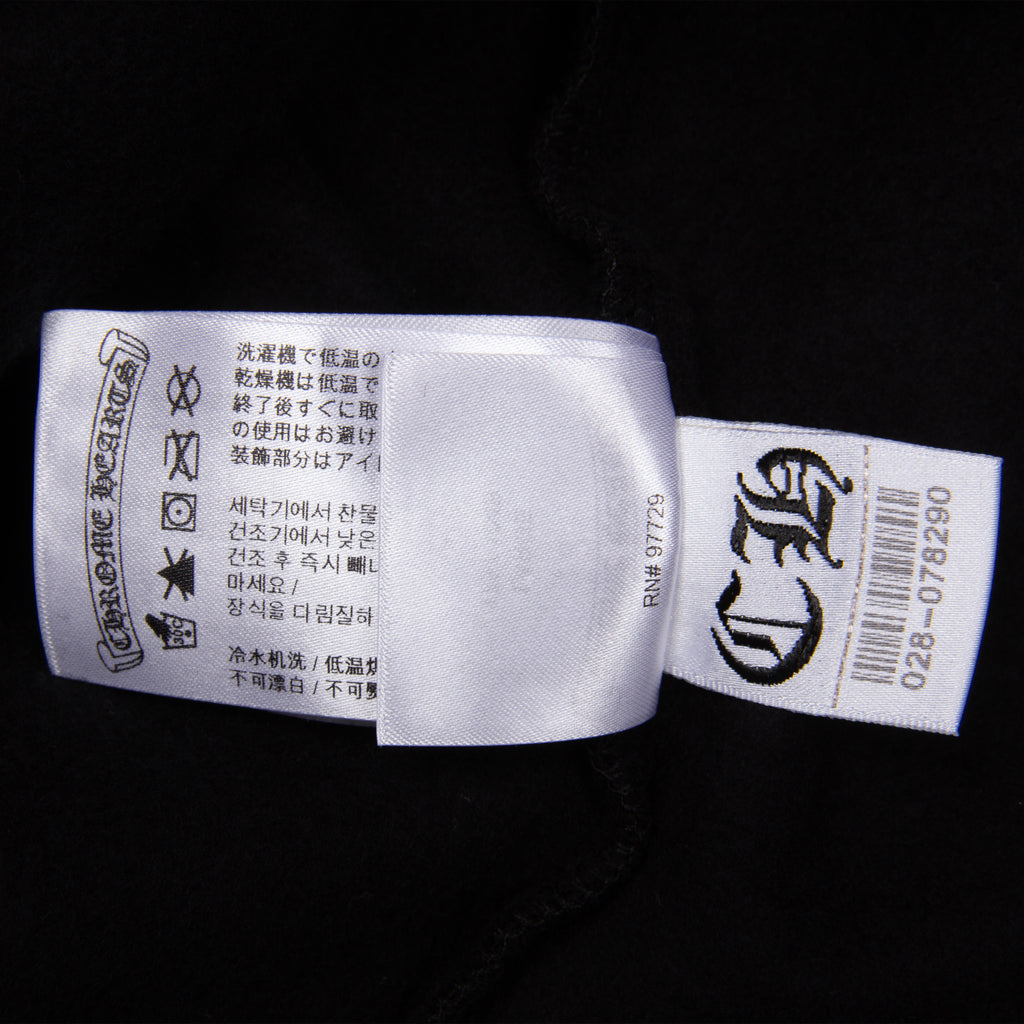 CHROME HEARTS
30C
洗濯機で低温の
乾燥機は低温で
終了後すぐに取
の使用はお避け
装飾部分はアイ
세탁기에서 찬물
건조기에서 낮은
건조 후 즉시 빼
마세요 /
장식을 다림질하
冷水机洗 / 低温
不可漂白 / 不可
RN# 97729
CH
028-078290